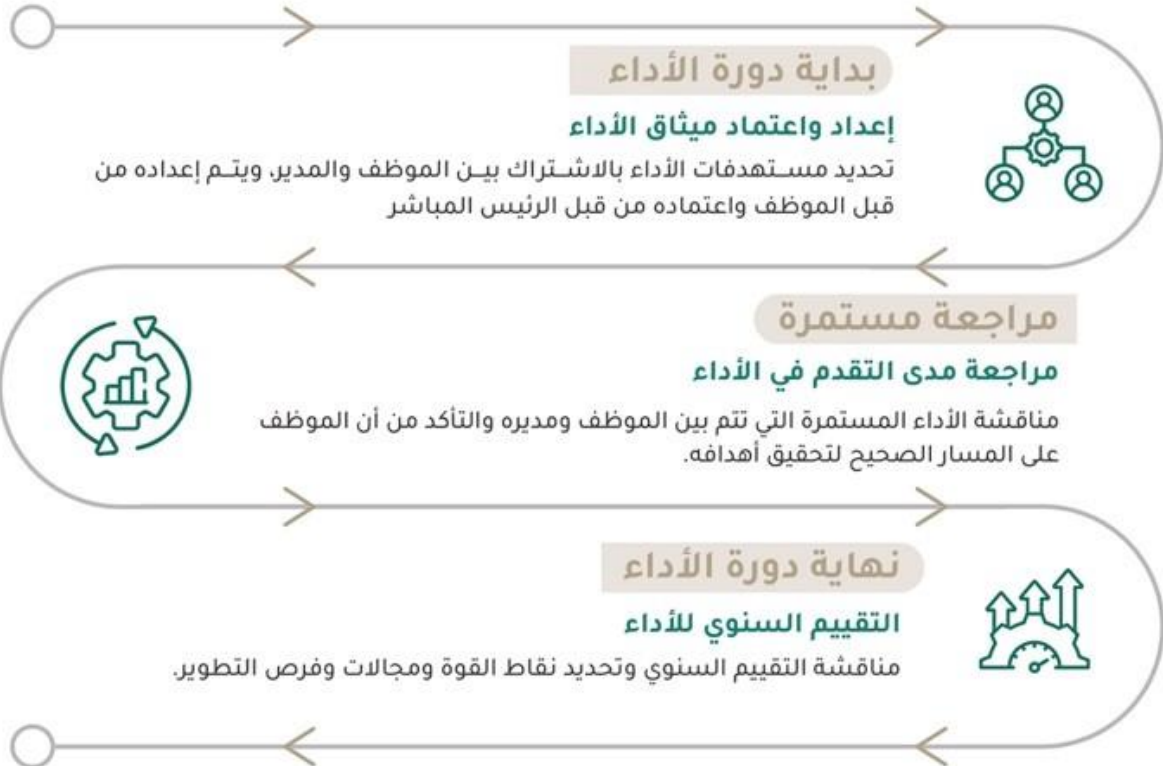 بداية دورة الأداء
إعداد واعتماد ميثاق الأداء
تحديد مستهدفات الأداء بالاشتراك بين الموظف والمدير، ويتم إعداده من
قبل الموظف واعتماده من قبل الرئيس المباشر
مراجعة مستمرة
مراجعة مدى التقدم في الأداء
مناقشة الأداء المستمرة التي تتم بين الموظف ومديره والتأكد من أن الموظف
على المسار الصحيح لتحقيق أهدافه.
نهاية دورة الأداء
التقييم السنوي للأداء
مناقشة التقييم السنوي وتحديد نقاط القوة ومجالات وفرص التطوير.